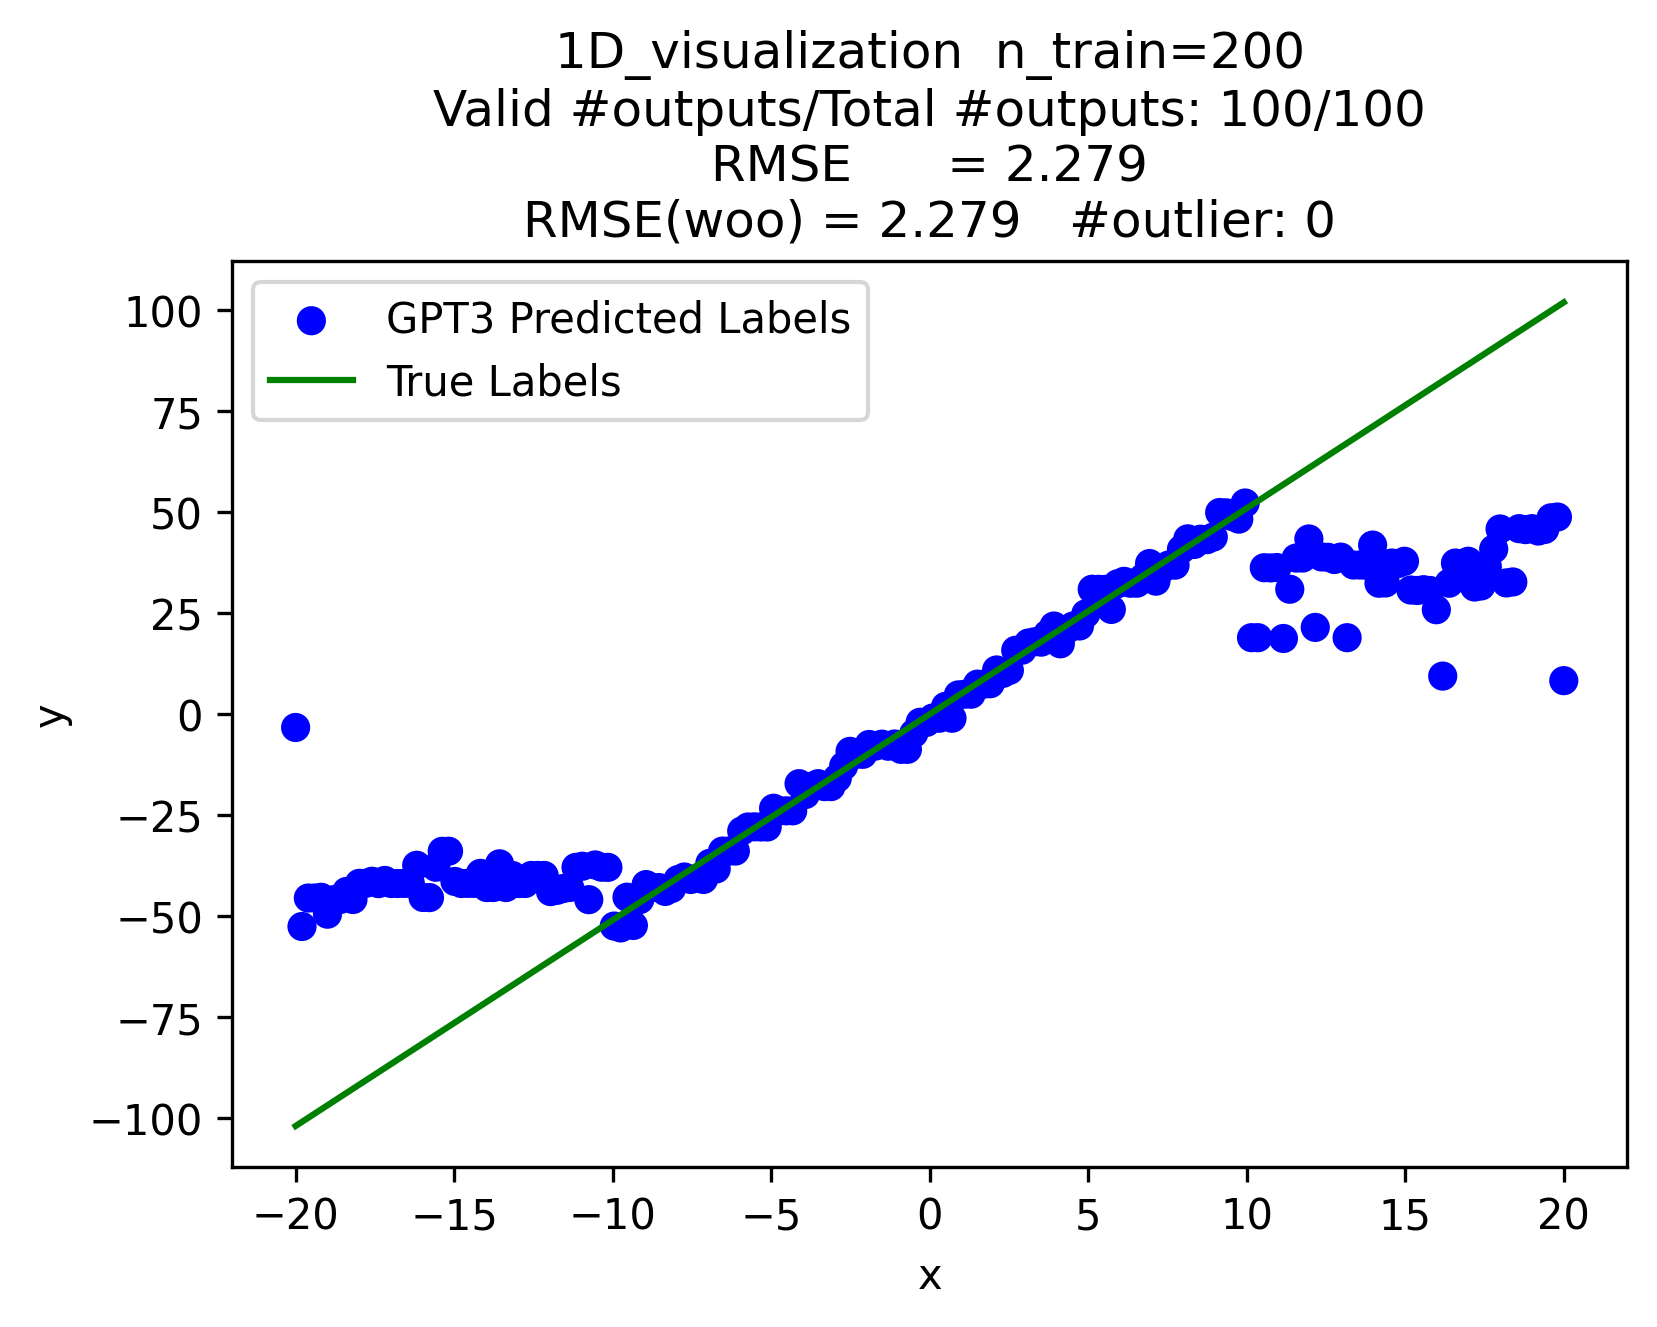 1D_visualization  n_train=200
Valid #outputs/Total #outputs: 100/100
RMSE      = 2.279
RMSE(woo) = 2.279   #outlier: 0
GPT3 Predicted Labels
True Labels
100
75
50
25
0
−25
−50
−75
−100
y
−20 −15 −10 −5 0 5 10 15 20
x